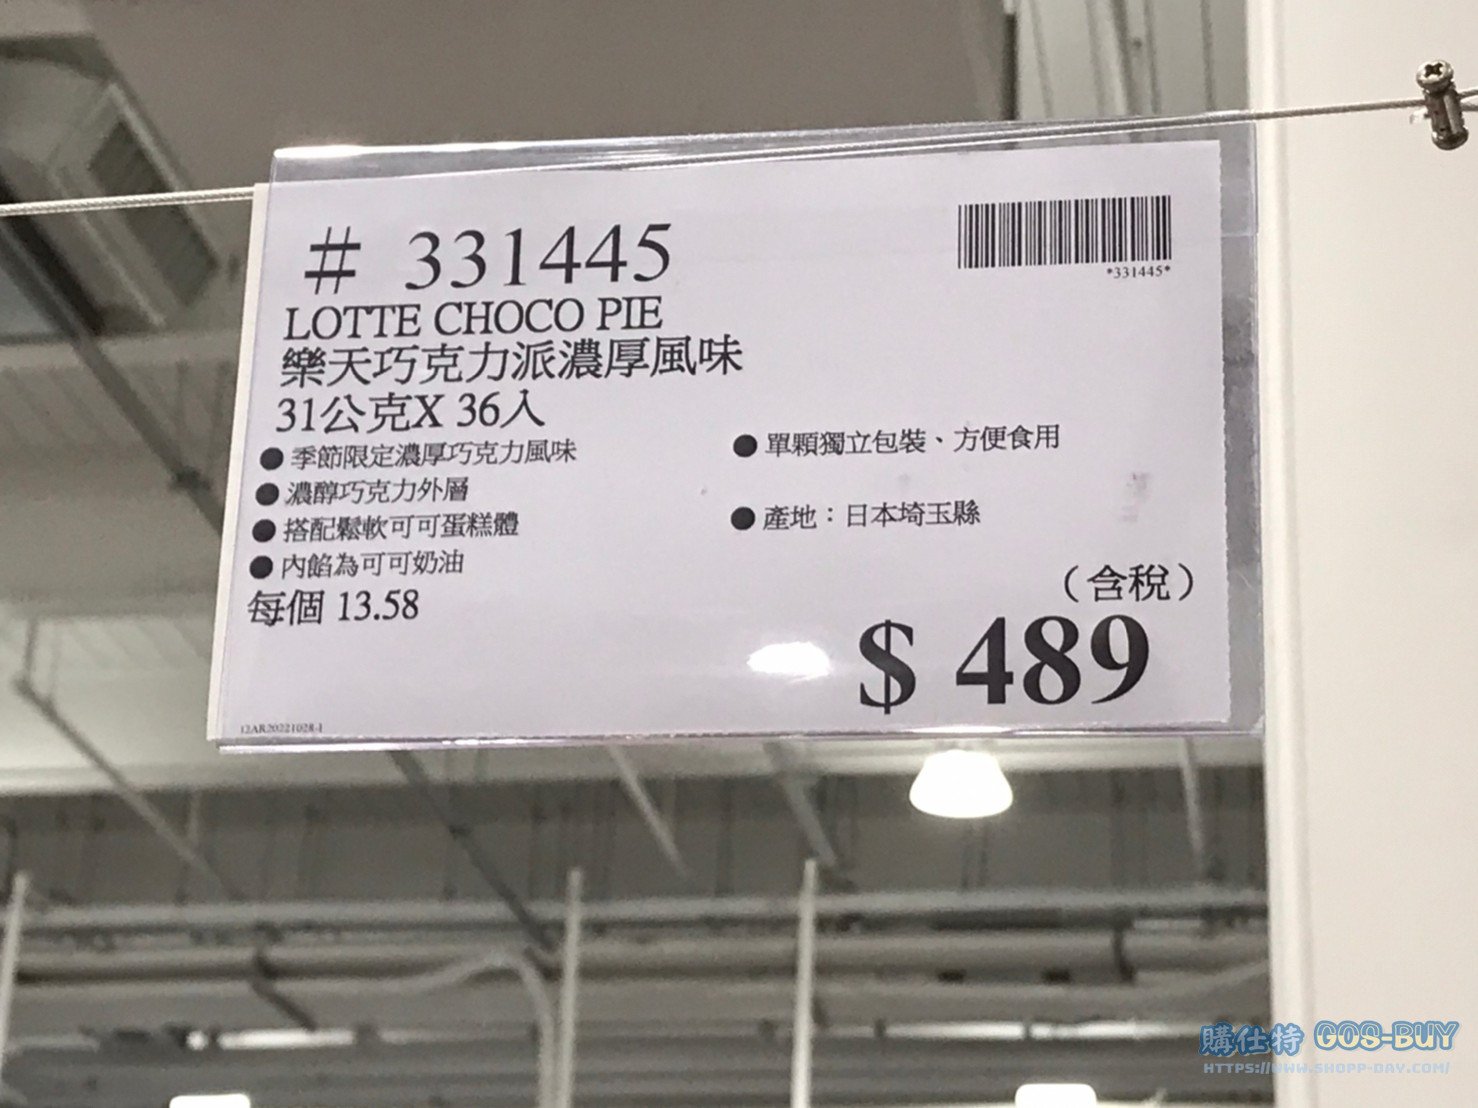 # 331445
*331445*
LOTTE CHOCO PIE
樂天巧克力派濃厚風味
31公克X 36入
●季節限定濃厚巧克力風味
●濃醇巧克力外層
●搭配鬆軟可可蛋糕體
●內餡為可可奶油
●單顆獨立包裝、方便食用
●產地：日本埼玉縣
每個 13.58
（含稅）
$ 489
12AR20221028-1
購仕特 GOS-BUY
HTTPS://WWW.SHOPP-DAY.COM/